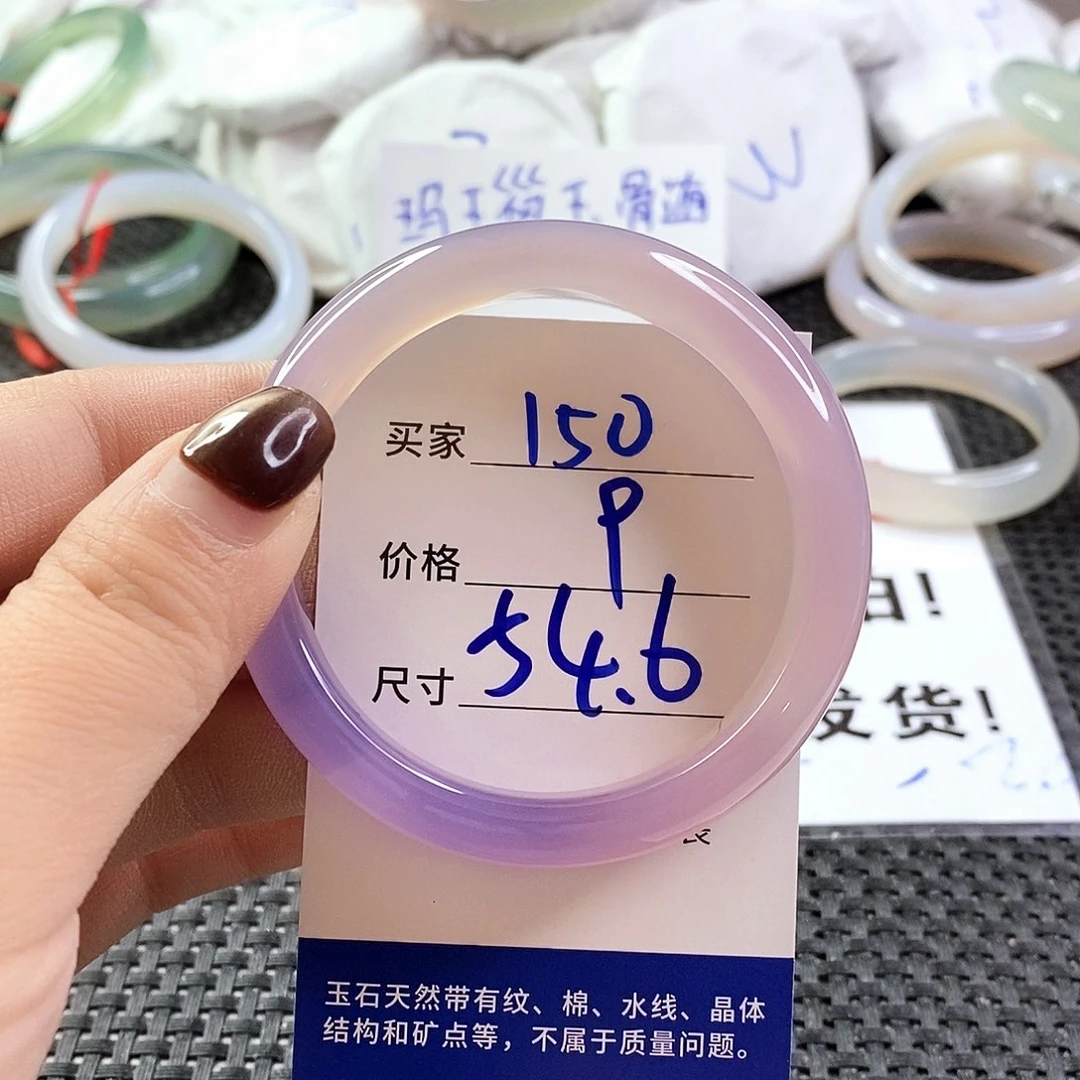 玛瑙玉骨髓
买家 150
P
价格
尺寸 54.6
发货!
玉石天然带有纹、棉、水线、晶体
结构和矿点等，不属于质量问题。